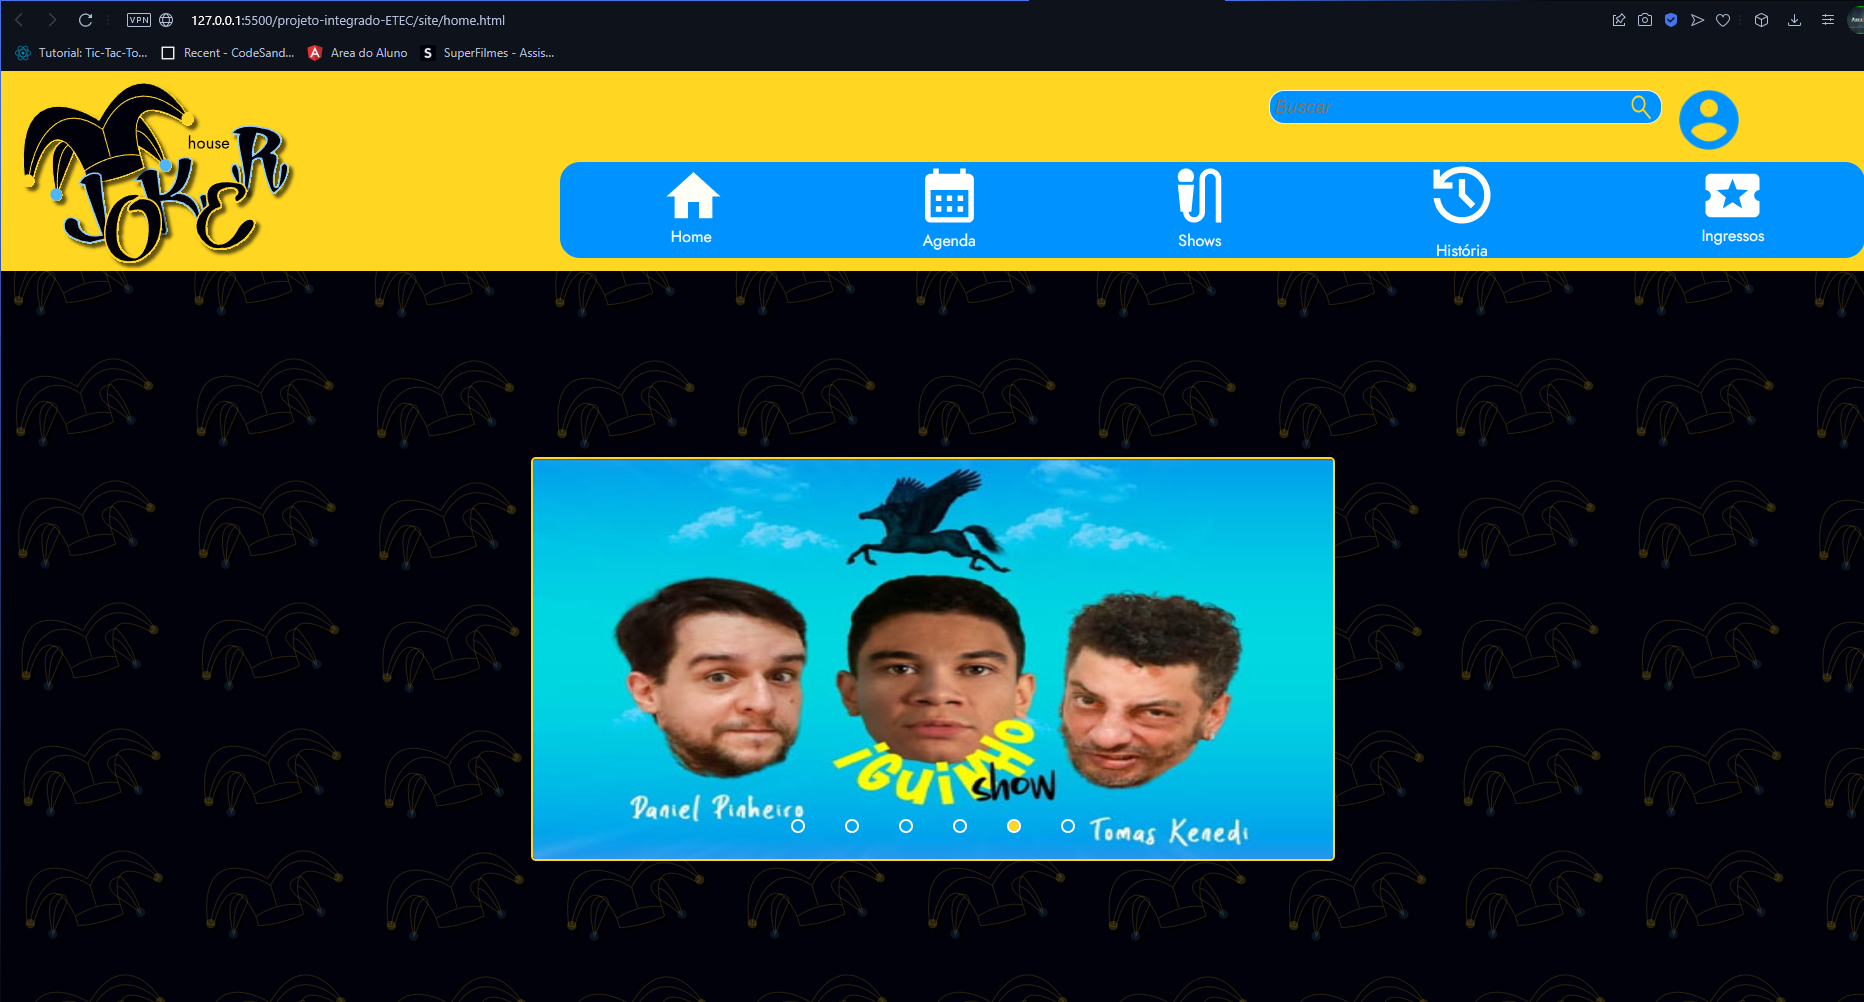 VPN
127.0.0.1:5500/projeto-integrado-ETEC/site/home.html
Tutorial: Tic-Tac-To...
Recent - CodeSand...
Area do Aluno
S
SuperFilmes - Assis...
house
JOKER
Buscar
Home
Agenda
Shows
História
Ingressos
iGUiNHO
show
Daniel Pinheiro
Tomas Kenedi